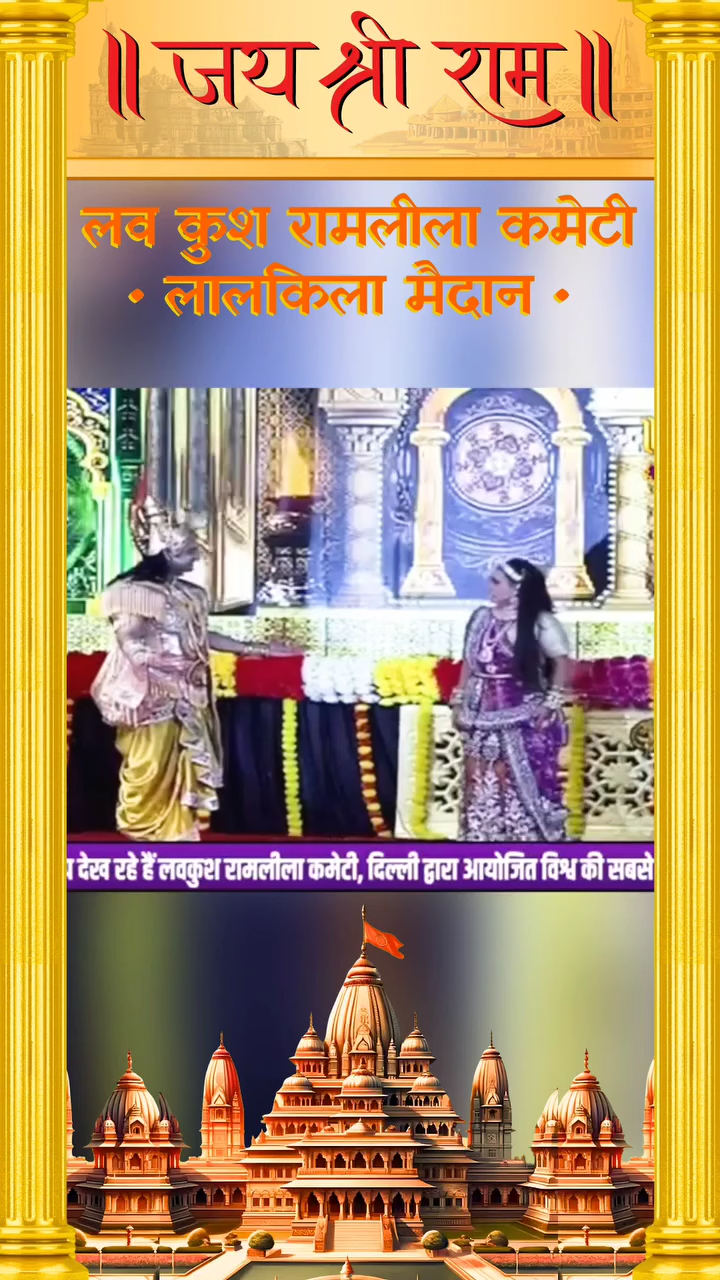 ॥ जय श्री राम ॥
लव कुश रामलीला कमेटी
• लालकिला मैदान •
देख रहे हैं लवकुश रामलीला कमेटी, दिल्ली द्वारा आयोजित विश्व की सबसे